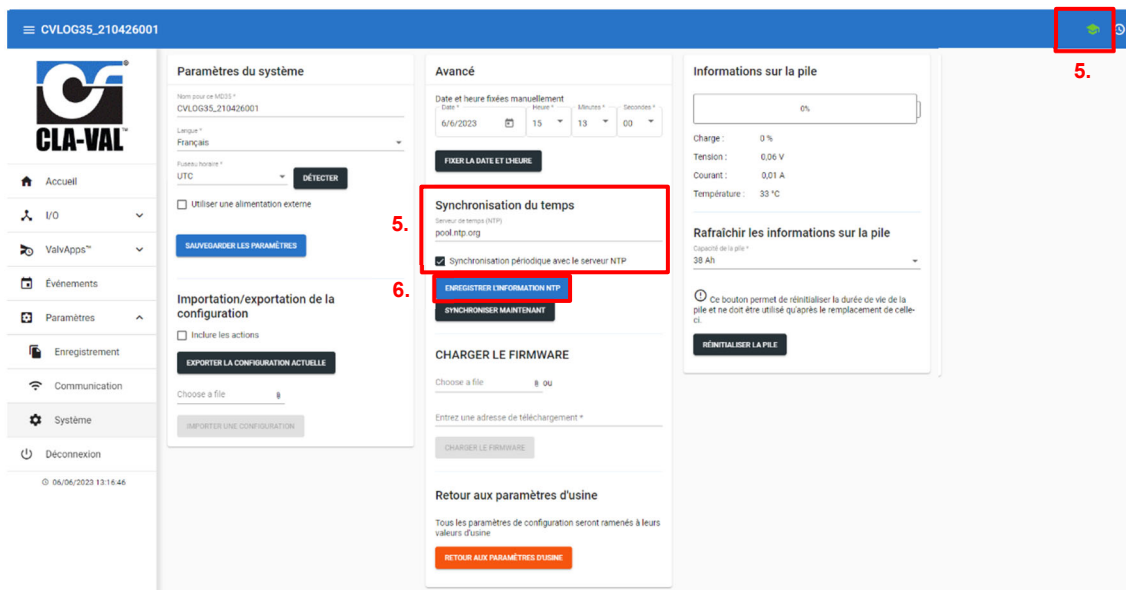 CVLOG35_210426001
5.
CLA-VAL™
Accueil
I/O
ValvApps™
Événements
Paramètres
Enregistrement
Communication
Système
Déconnexion
06/06/2023 13:16:46
Paramètres du système
Nom pour ce MD35 *
CVLOG35_210426001
Langue *
Français
Fuseau horaire *
UTC
DÉTECTER
Utiliser une alimentation externe
SAUVEGARDER LES PARAMÈTRES
Importation/exportation de la
configuration
Inclure les actions
EXPORTER LA CONFIGURATION ACTUELLE
Choose a file
IMPORTER UNE CONFIGURATION
Avancé
Date et heure fixées manuellement
Date * Heure * Minutes * Secondes *
6/6/2023 15 13 00
FIXER LA DATE ET L'HEURE
5.
Synchronisation du temps
Serveur de temps (NTP)
pool.ntp.org
Synchronisation périodique avec le serveur NTP
6.
ENREGISTRER L'INFORMATION NTP
SYNCHRONISER MAINTENANT
CHARGER LE FIRMWARE
Choose a file ou
Entrez une adresse de téléchargement *
CHARGER LE FIRMWARE
Retour aux paramètres d'usine
Tous les paramètres de configuration seront ramenés à leurs
valeurs d'usine
RETOUR AUX PARAMÈTRES D'USINE
Informations sur la pile
0%
Charge : 0 %
Tension : 0,06 V
Courant : 0,01 A
Température : 33 °C
Rafraîchir les informations sur la pile
Capacité de la pile *
38 Ah
Ce bouton permet de réinitialiser la durée de vie de la
pile et ne doit être utilisé qu'après le remplacement de celle-
ci.
RÉINITIALISER LA PILE